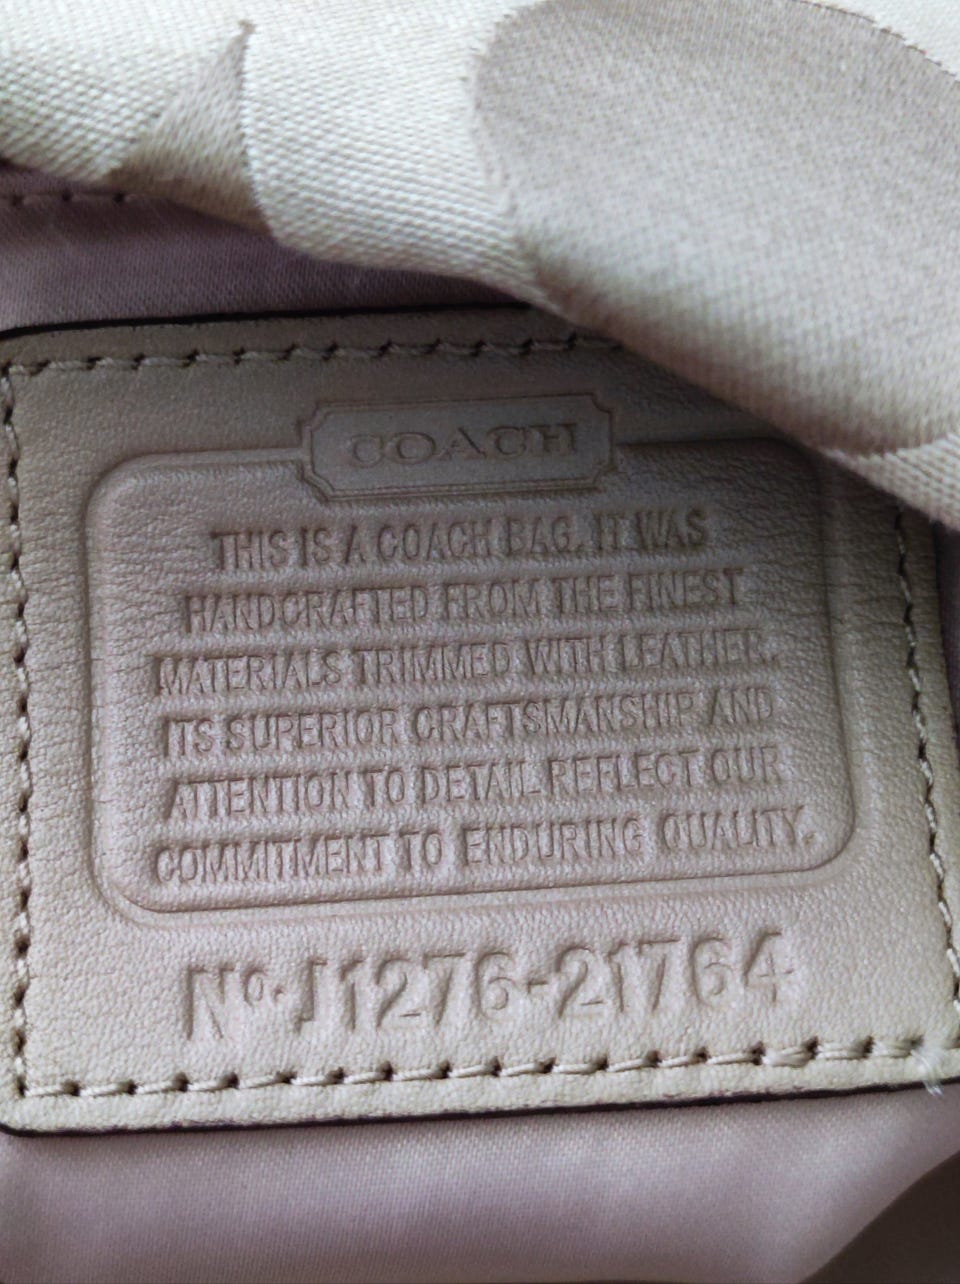 COACH
THIS IS A COACH BAG. IT WAS
HANDCRAFTED FROM THE FINEST
MATERIALS TRIMMED WITH LEATHER.
ITS SUPERIOR CRAFTSMANSHIP AND
ATTENTION TO DETAIL REFLECT OUR
COMMITMENT TO ENDURING QUALITY.
No. J1276-21764